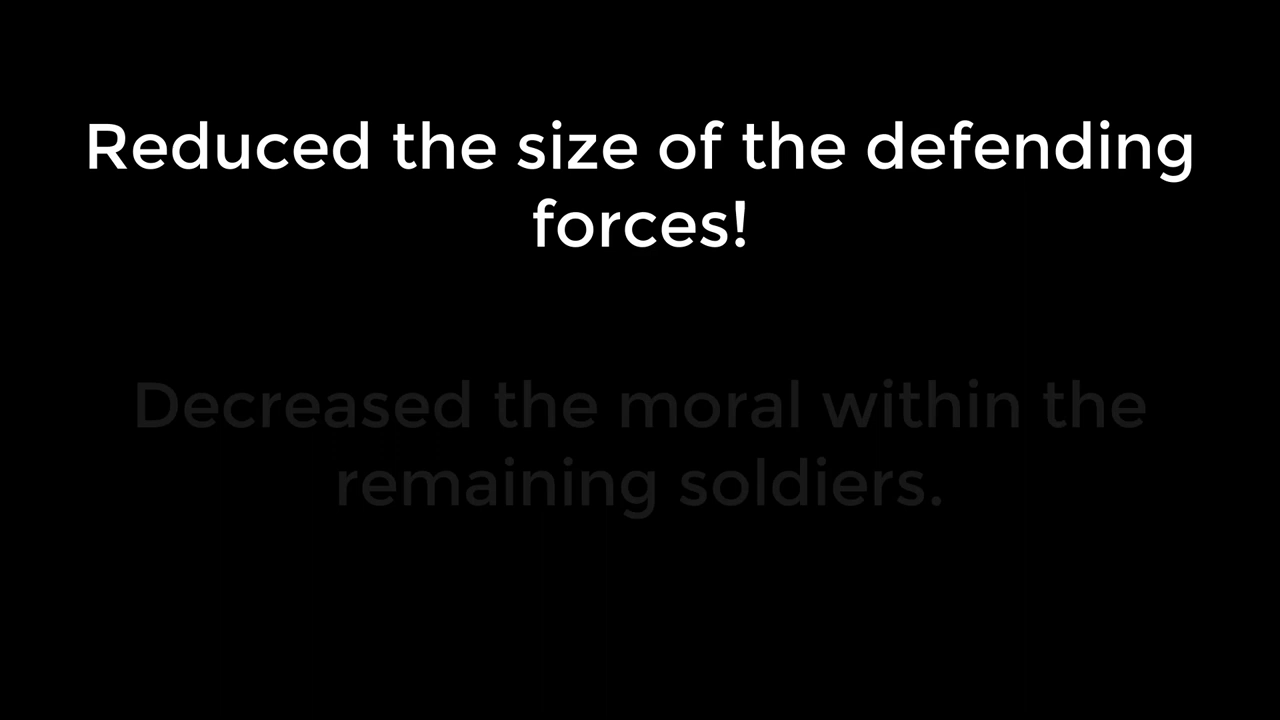 Reduced the size of the defending
forces!
Decreased the moral within the
remaining soldiers.